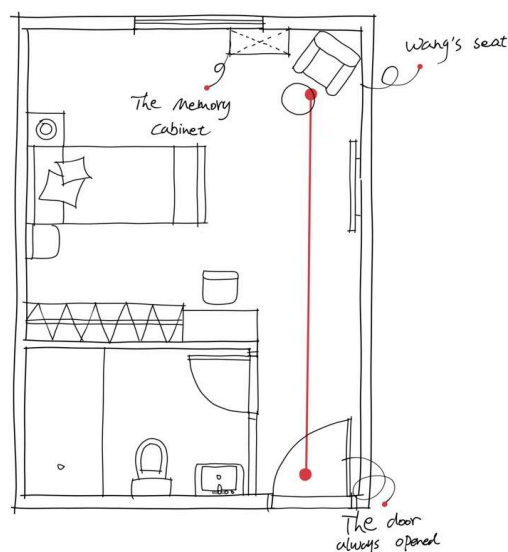 Wang's seat
The Memory
cabinet
The door
always opened